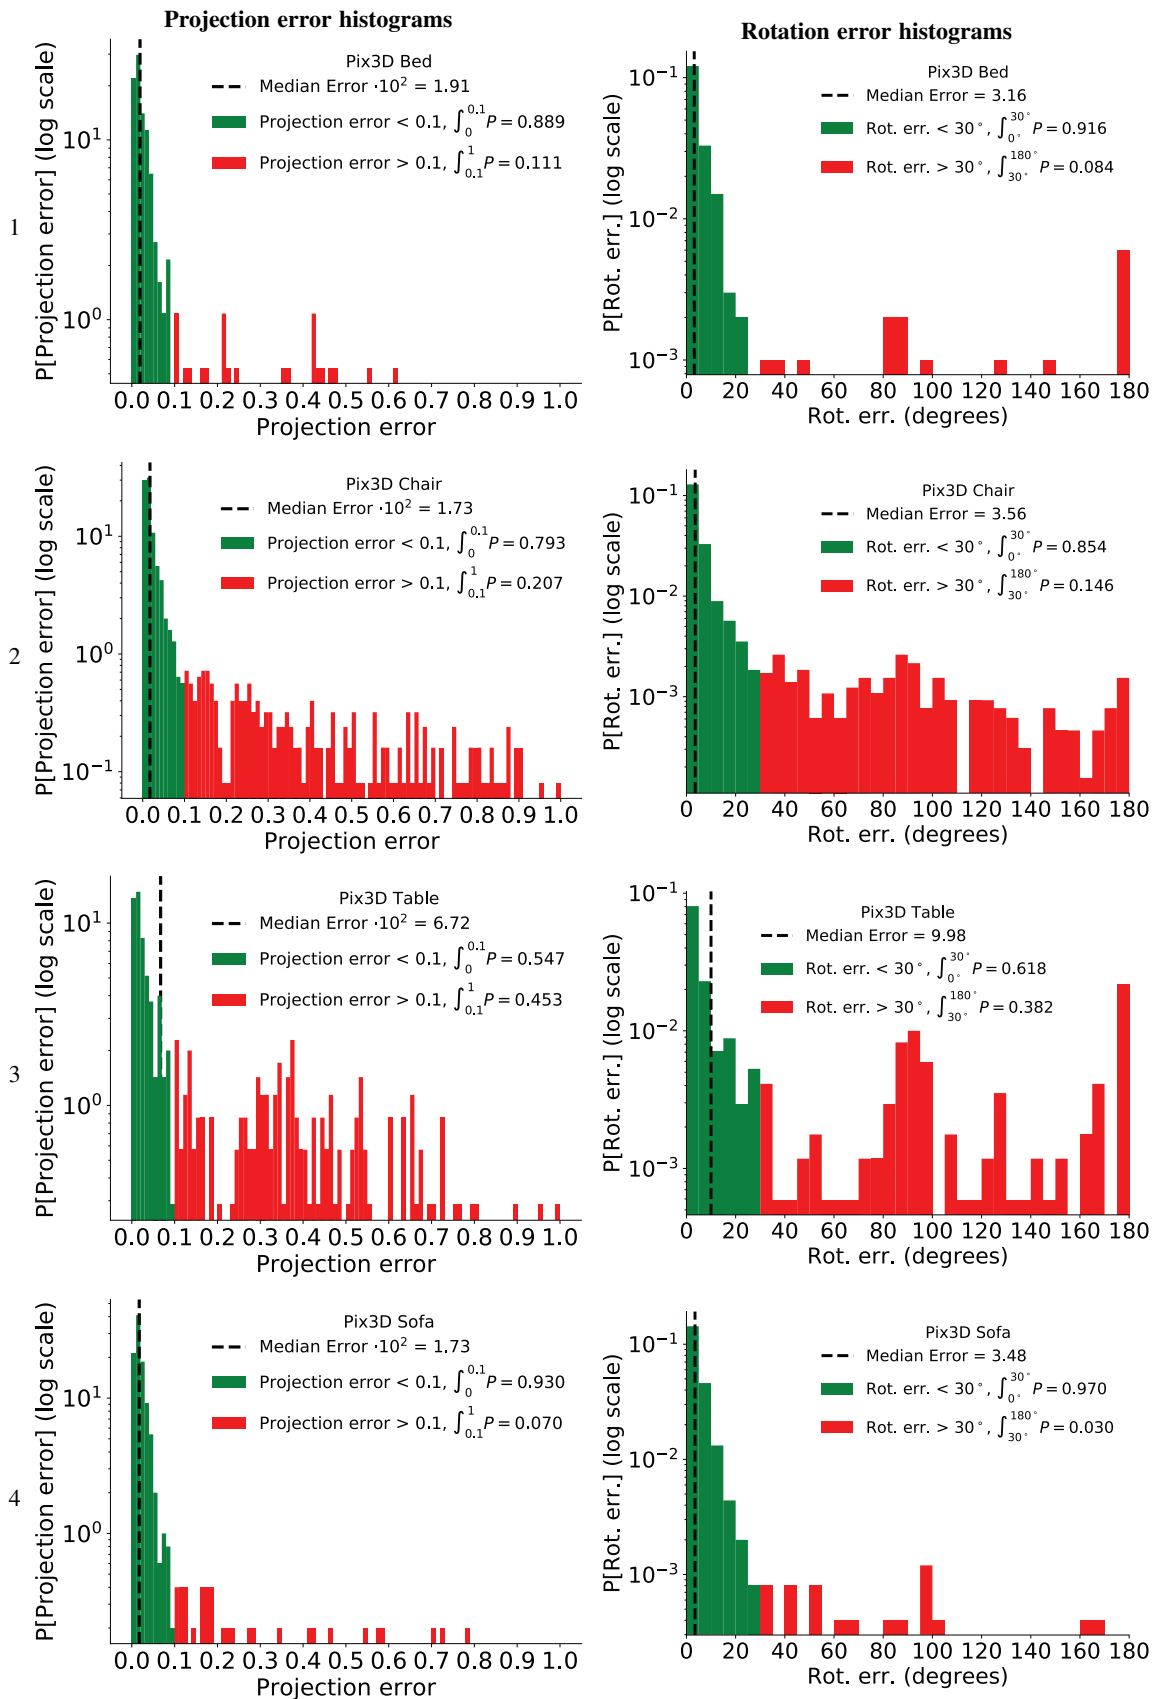 Projection error histograms
Rotation error histograms
1
P[Projection error] (log scale)
10¹
10⁰
Pix3D Bed
Median Error ·10² = 1.91
Projection error < 0.1, ∫₀^0.1 P = 0.889
Projection error > 0.1, ∫₀.₁^1 P = 0.111
0.0 0.1 0.2 0.3 0.4 0.5 0.6 0.7 0.8 0.9 1.0
Projection error
P[Rot. err.] (log scale)
10⁻¹
10⁻²
10⁻³
Pix3D Bed
Median Error = 3.16
Rot. err. < 30°, ∫₀°^30° P = 0.916
Rot. err. > 30°, ∫₃₀°^180° P = 0.084
0 20 40 60 80 100 120 140 160 180
Rot. err. (degrees)
2
P[Projection error] (log scale)
10¹
10⁰
10⁻¹
Pix3D Chair
Median Error ·10² = 1.73
Projection error < 0.1, ∫₀^0.1 P = 0.793
Projection error > 0.1, ∫₀.₁^1 P = 0.207
0.0 0.1 0.2 0.3 0.4 0.5 0.6 0.7 0.8 0.9 1.0
Projection error
P[Rot. err.] (log scale)
10⁻¹
10⁻²
10⁻³
Pix3D Chair
Median Error = 3.56
Rot. err. < 30°, ∫₀°^30° P = 0.854
Rot. err. > 30°, ∫₃₀°^180° P = 0.146
0 20 40 60 80 100 120 140 160 180
Rot. err. (degrees)
3
P[Projection error] (log scale)
10¹
10⁰
Pix3D Table
Median Error ·10² = 6.72
Projection error < 0.1, ∫₀^0.1 P = 0.547
Projection error > 0.1, ∫₀.₁^1 P = 0.453
0.0 0.1 0.2 0.3 0.4 0.5 0.6 0.7 0.8 0.9 1.0
Projection error
P[Rot. err.] (log scale)
10⁻¹
10⁻²
10⁻³
Pix3D Table
Median Error = 9.98
Rot. err. < 30°, ∫₀°^30° P = 0.618
Rot. err. > 30°, ∫₃₀°^180° P = 0.382
0 20 40 60 80 100 120 140 160 180
Rot. err. (degrees)
4
P[Projection error] (log scale)
10¹
10⁰
Pix3D Sofa
Median Error ·10² = 1.73
Projection error < 0.1, ∫₀^0.1 P = 0.930
Projection error > 0.1, ∫₀.₁^1 P = 0.070
0.0 0.1 0.2 0.3 0.4 0.5 0.6 0.7 0.8 0.9 1.0
Projection error
P[Rot. err.] (log scale)
10⁻¹
10⁻²
10⁻³
Pix3D Sofa
Median Error = 3.48
Rot. err. < 30°, ∫₀°^30° P = 0.970
Rot. err. > 30°, ∫₃₀°^180° P = 0.030
0 20 40 60 80 100 120 140 160 180
Rot. err. (degrees)